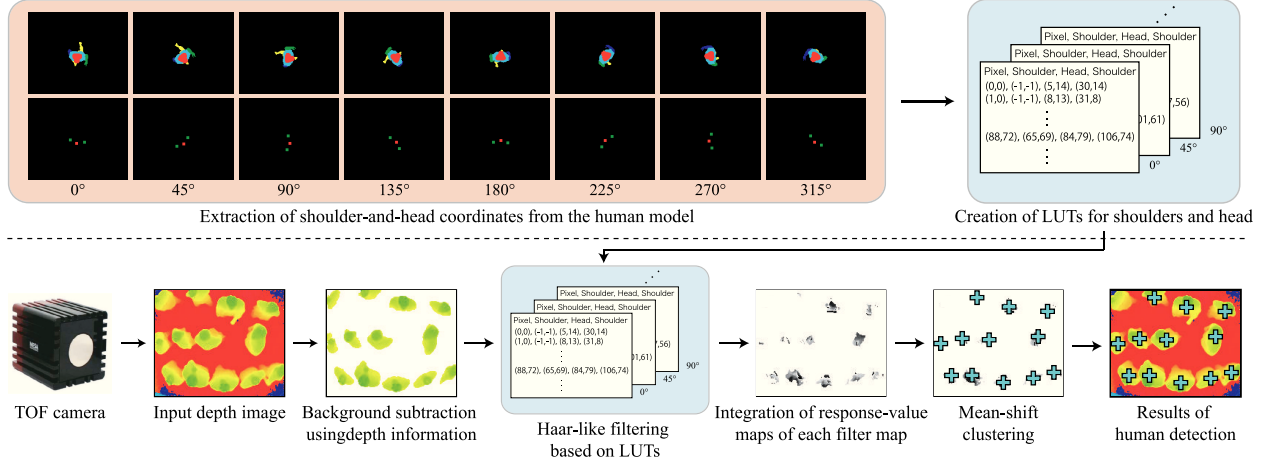 Pixel, Shoulder, Head, Shoulder
Pixel, Shoulder, Head, Shoulder
Pixel, Shoulder, Head, Shoulder
(0,0), (-1,-1), (5,14), (30,14)
(1,0), (-1,-1), (8,13), (31,8)
(88,72), (65,69), (84,79), (106,74)
,56)
01,61)
0°
45°
90°
0° 45° 90° 135° 180° 225° 270° 315°
Extraction of shoulder-and-head coordinates from the human model
Creation of LUTs for shoulders and head
Pixel, Shoulder, Head, Shoulder
Pixel, Shoulder, Head, Shoulder
Pixel, Shoulder, Head, Shoulder
(0,0), (-1,-1), (5,14), (30,14)
(1,0), (-1,-1), (8,13), (31,8)
(88,72), (65,69), (84,79), (106,74)
,56)
01,61)
0°
45°
90°
TOF camera
Input depth image
Background subtraction
usingdepth information
Haar-like filtering
based on LUTs
Integration of response-value
maps of each filter map
Mean-shift
clustering
Results of
human detection